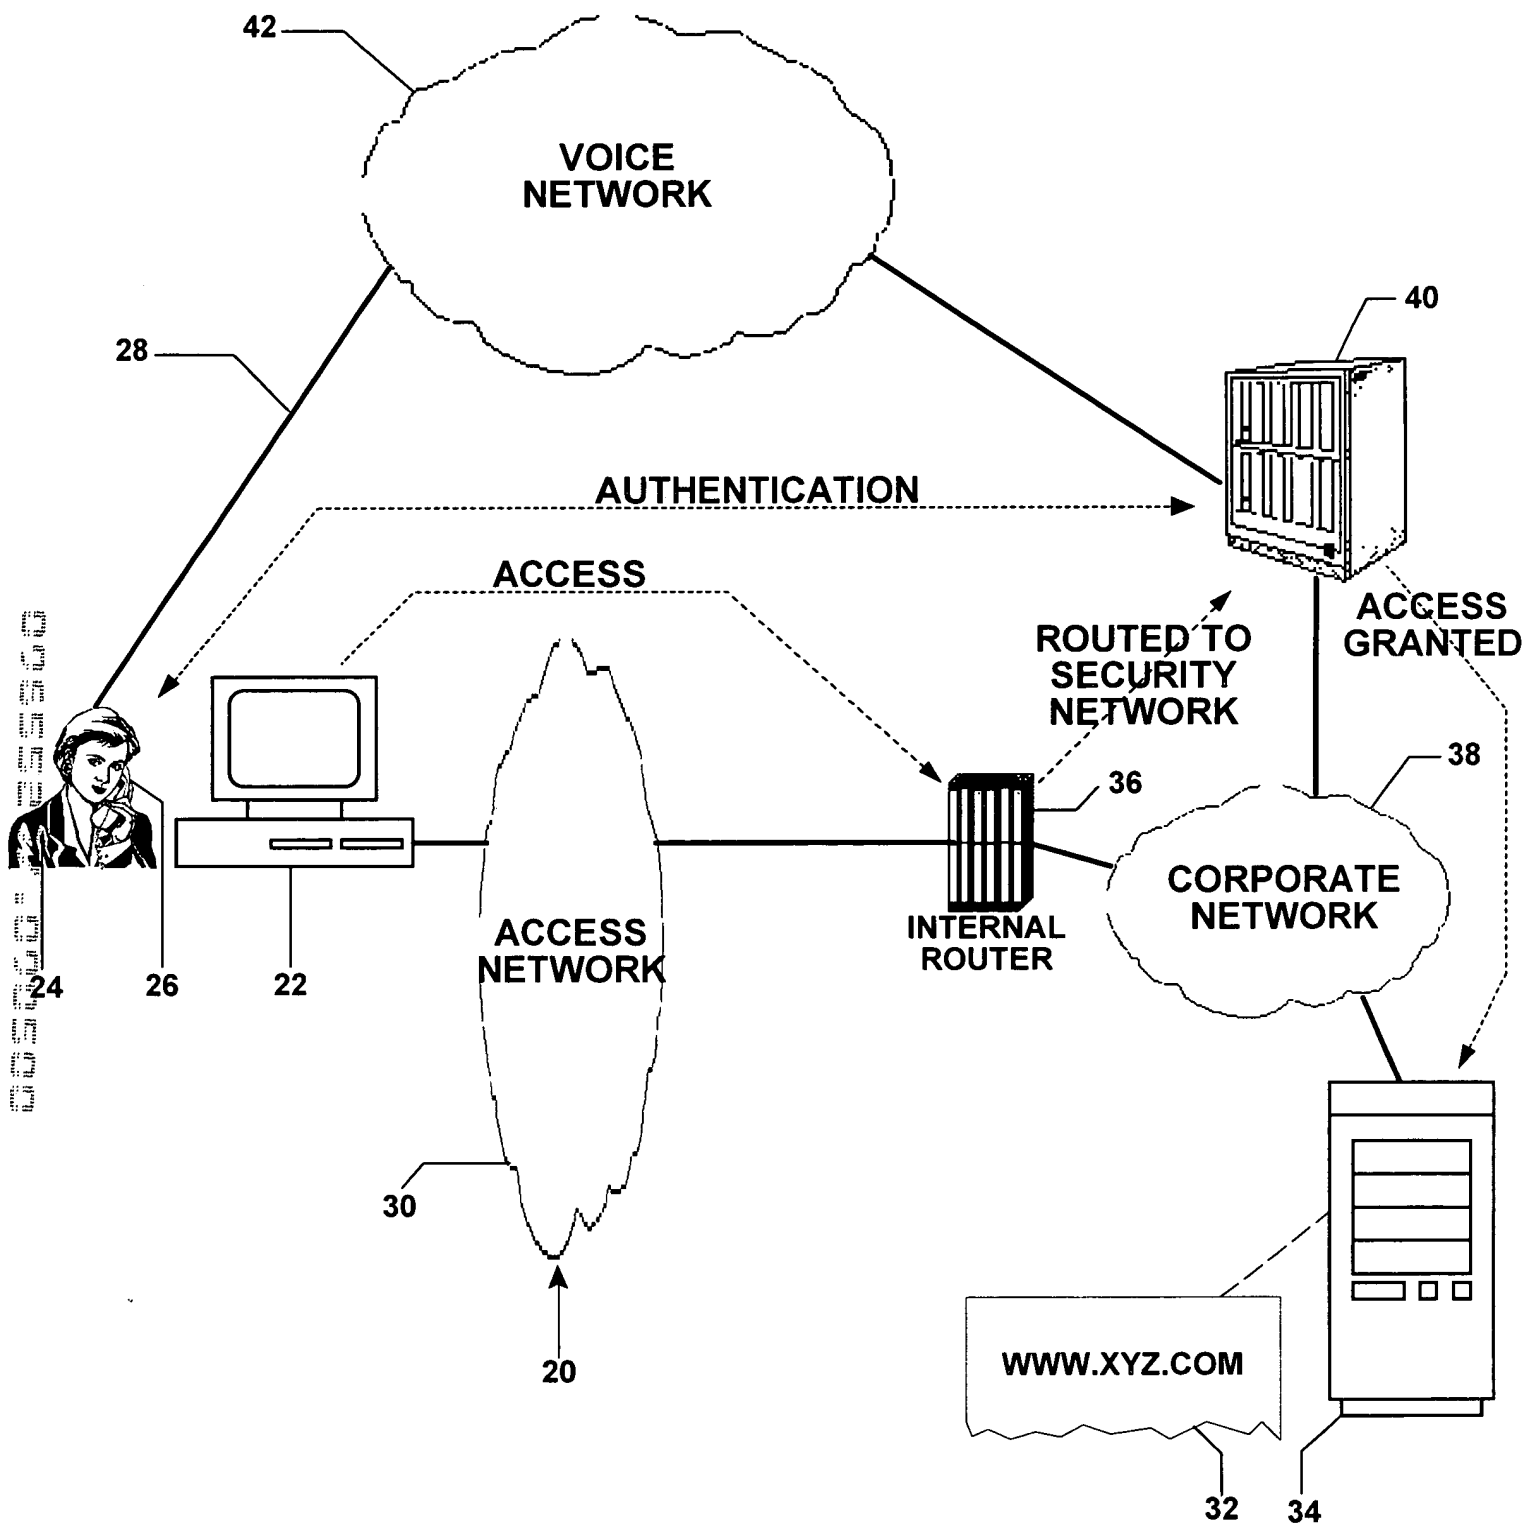 42
VOICE
NETWORK
40
28
AUTHENTICATION
ACCESS
ACCESS
GRANTED
ROUTED TO
SECURITY
NETWORK
38
36
CORPORATE
NETWORK
INTERNAL
ROUTER
ACCESS
NETWORK
24
26
22
30
20
WWW.XYZ.COM
32
34